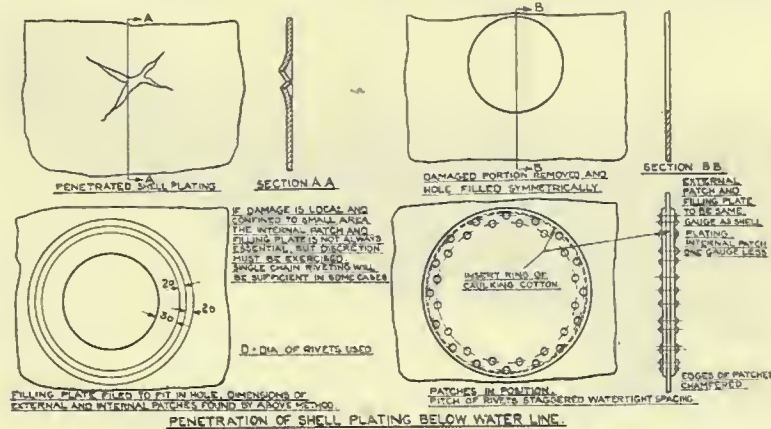 A
A
PENETRATED SHELL PLATING
SECTION A A
B
B
DAMAGED PORTION REMOVED AND
HOLE FILLED SYMMETRICALLY
SECTION B B
EXTERNAL
PATCH AND
FILLING PLATE
TO BE SAME
GAUGE AS SHELL
PLATING
INTERNAL PATCH
ONE GAUGE LESS
IF DAMAGE IS LOCAL AND
CONFINED TO SMALL AREA
THE INTERNAL PATCH AND
FILLING PLATE IS NOT ALWAYS
ESSENTIAL, BUT DISCRETION
MUST BE EXERCISED.
SINGLE CHAIN RIVETING WILL
BE SUFFICIENT IN SOME CASES
2D
3D
2D
D = DIA. OF RIVETS USED
INSERT RING OF
CAULKING COTTON
EDGES OF PATCHES
CHAMFERED
FILLING PLATE FILED TO FIT IN HOLE. DIMENSIONS OF
EXTERNAL AND INTERNAL PATCHES FOUND BY ABOVE METHOD.
PATCHES IN POSITION.
PITCH OF RIVETS STAGGERED WATERTIGHT SPACING
PENETRATION OF SHELL PLATING BELOW WATER LINE.